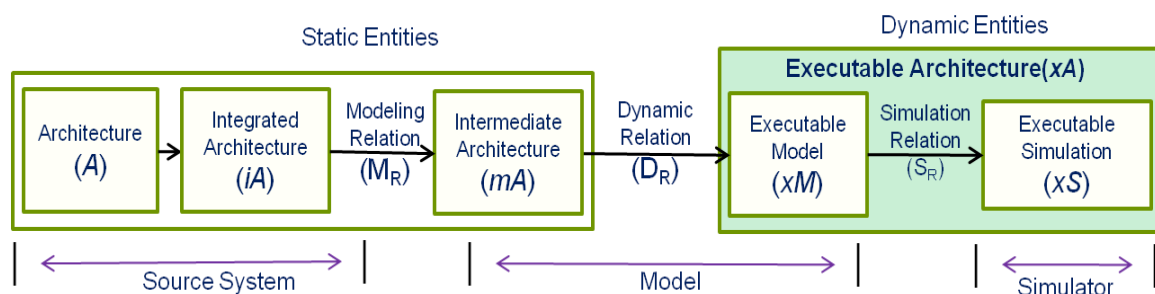 Static Entities
Dynamic Entities
Executable Architecture(xA)
Architecture
(A)
Integrated
Architecture
(iA)
Modeling
Relation
(MR)
Intermediate
Architecture
(mA)
Dynamic
Relation
(DR)
Executable
Model
(xM)
Simulation
Relation
(SR)
Executable
Simulation
(xS)
Source System
Model
Simulator